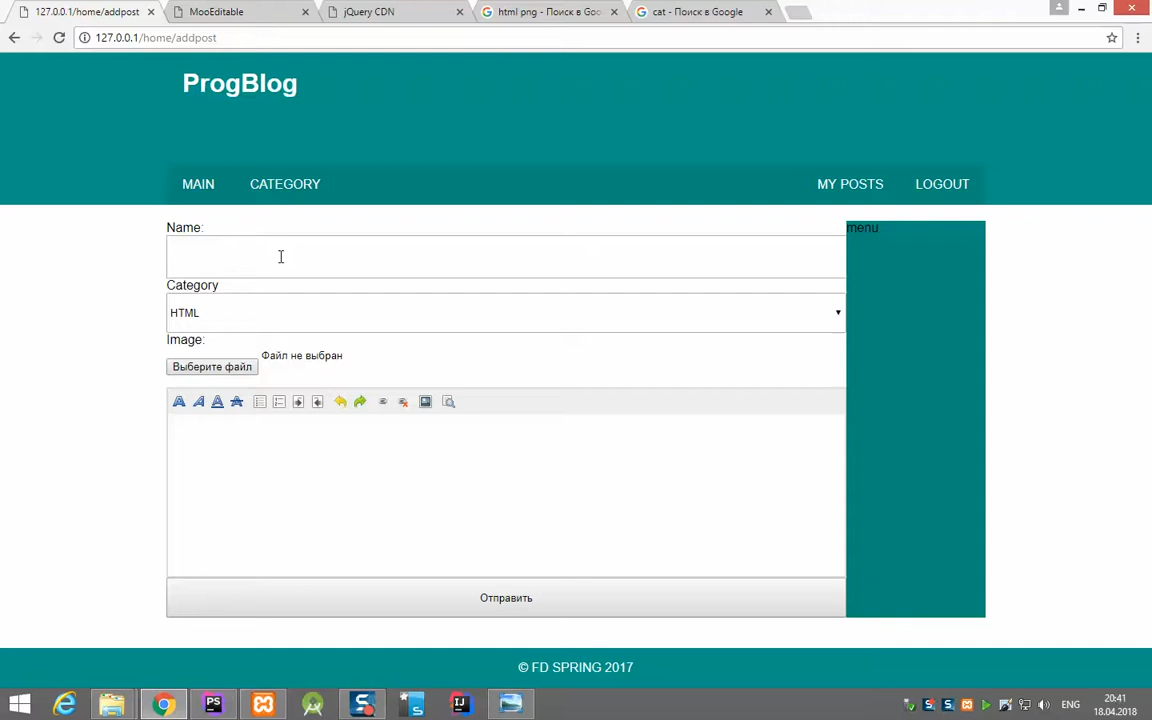 127.0.0.1/home/addpost
MooEditable
jQuery CDN
html png - Поиск в Goo
cat - Поиск в Google
127.0.0.1/home/addpost
ProgBlog
MAIN
CATEGORY
MY POSTS
LOGOUT
Name:
menu
Category
HTML
Image:
Выберите файл
Файл не выбран
Отправить
© FD SPRING 2017
ENG
20:41
18.04.2018